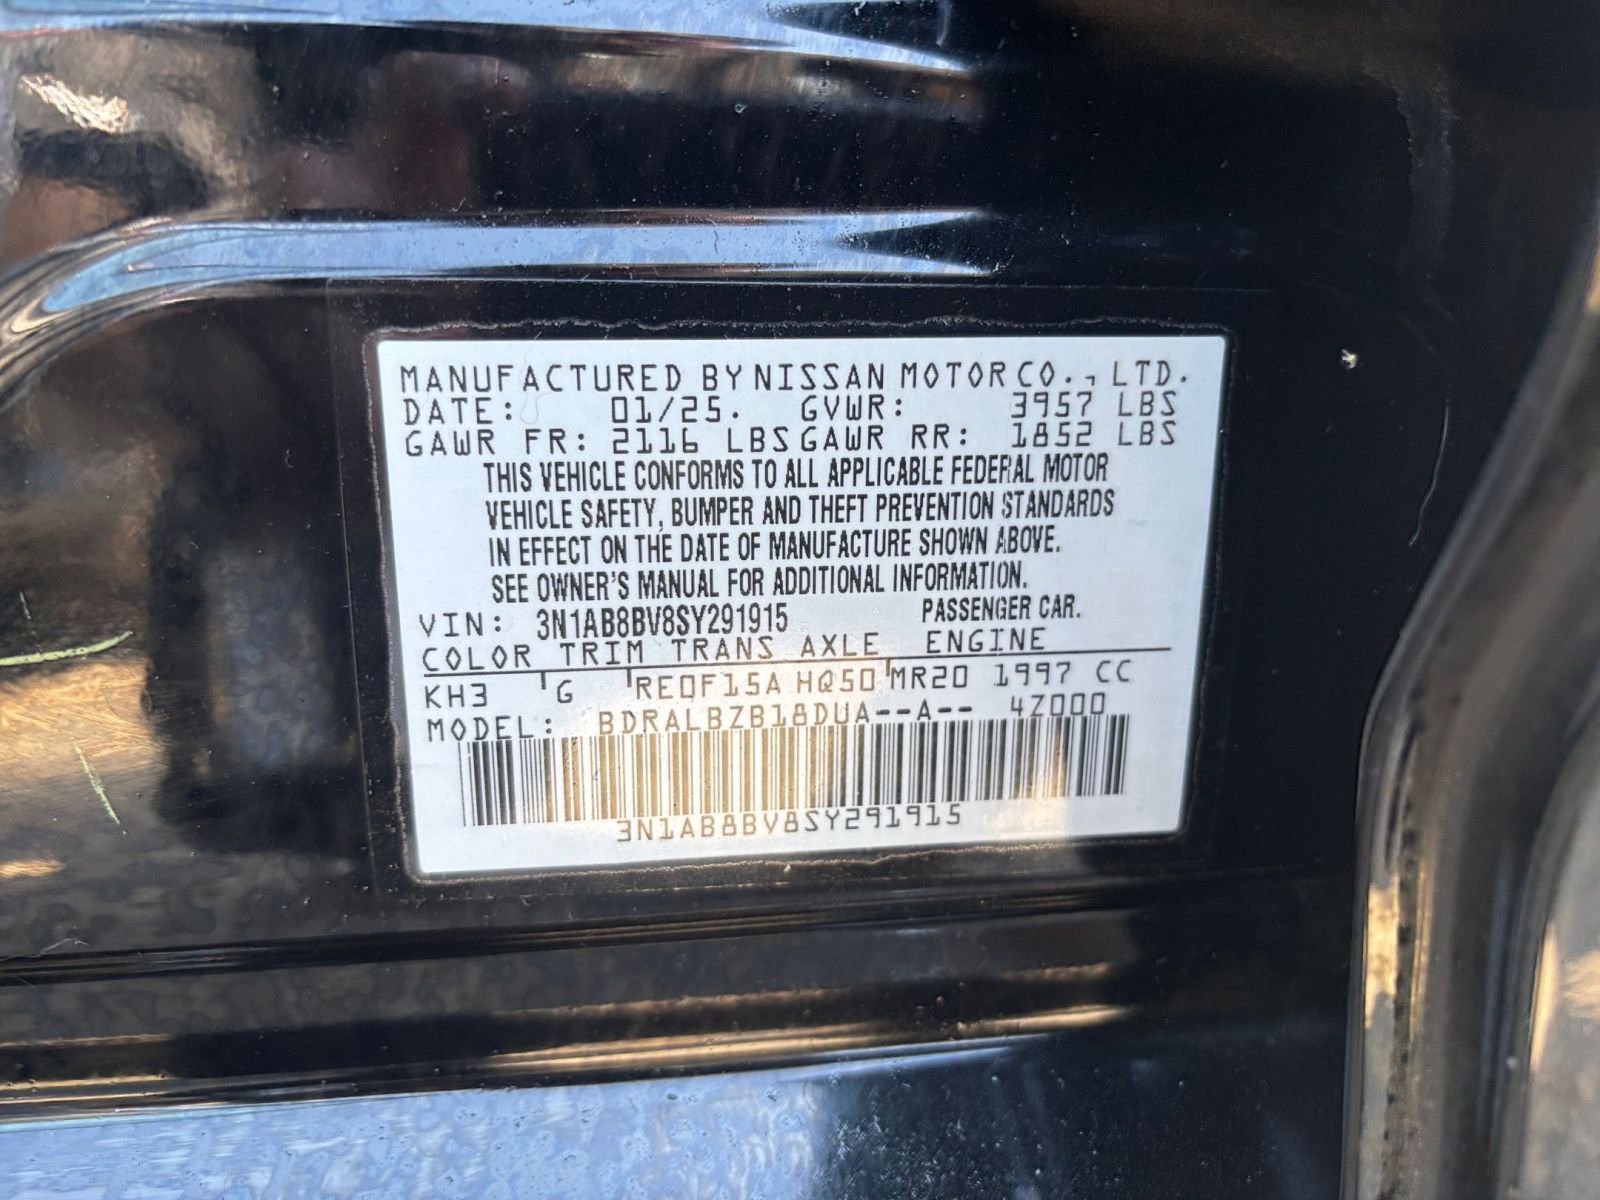 MANUFACTURED BY NISSAN MOTOR CO., LTD.
DATE: 01/25. GVWR: 3957 LBS
GAWR FR: 2116 LBS GAWR RR: 1852 LBS
THIS VEHICLE CONFORMS TO ALL APPLICABLE FEDERAL MOTOR
VEHICLE SAFETY, BUMPER AND THEFT PREVENTION STANDARDS
IN EFFECT ON THE DATE OF MANUFACTURE SHOWN ABOVE.
SEE OWNER'S MANUAL FOR ADDITIONAL INFORMATION.
VIN: 3N1AB8BV8SY291915 PASSENGER CAR.
COLOR TRIM TRANS AXLE ENGINE
KH3 G RE0F15A HQ50 MR20 1997 CC
MODEL: BDRALBZB18DUA--A-- 4Z000
3N1AB8BV8SY291915